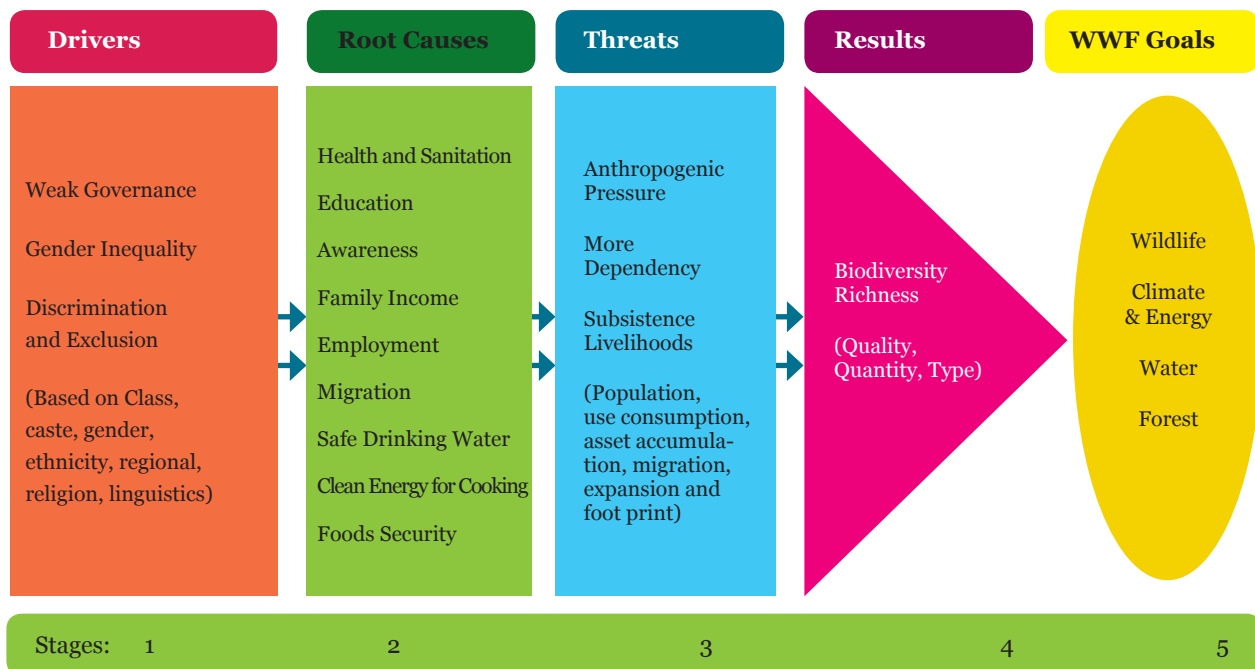 Drivers
Root Causes
Threats
Results
WWF Goals
Weak Governance
Gender Inequality
Discrimination
and Exclusion
(Based on Class,
caste, gender,
ethnicity, regional,
religion, linguistics)
Health and Sanitation
Education
Awareness
Family Income
Employment
Migration
Safe Drinking Water
Clean Energy for Cooking
Foods Security
Anthropogenic
Pressure
More
Dependency
Subsistence
Livelihoods
(Population,
use consumption,
asset accumula-
tion, migration,
expansion and
foot print)
Biodiversity
Richness
(Quality,
Quantity, Type)
Wildlife
Climate
& Energy
Water
Forest
Stages: 1 2 3 4 5